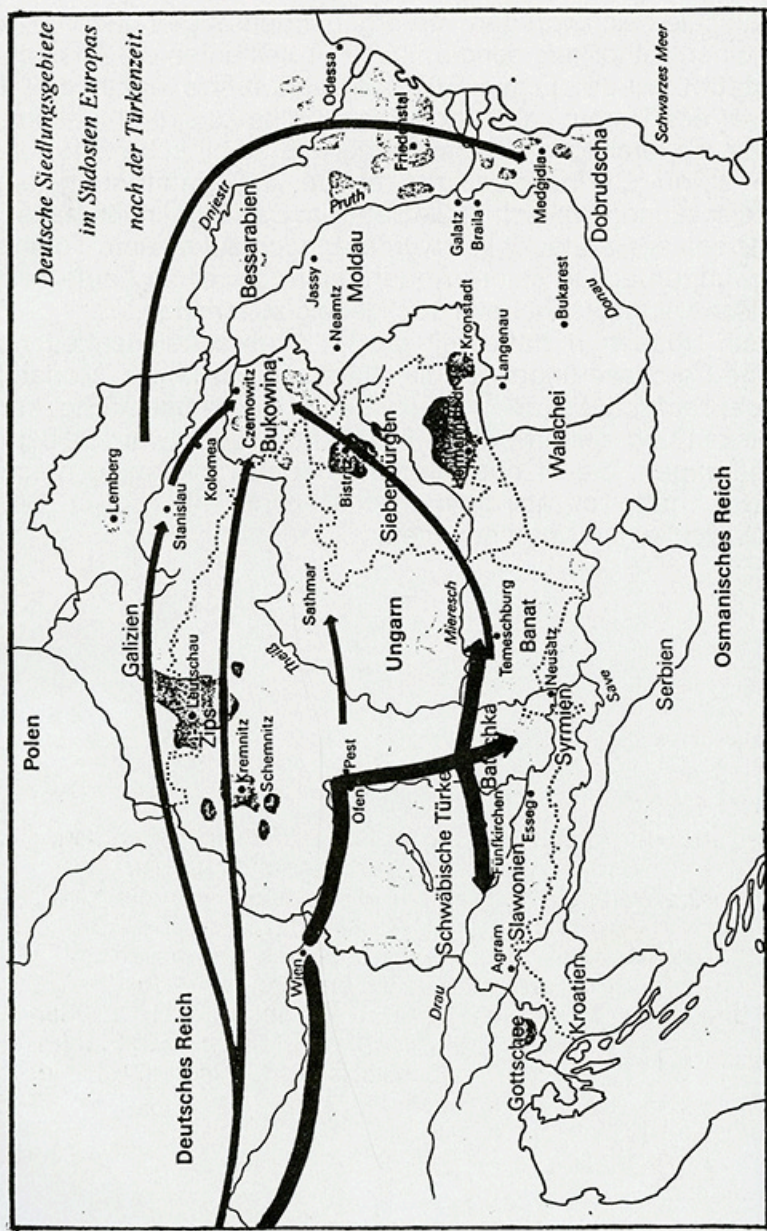 Deutsche Siedlungsgebiete
im Südosten Europas
nach der Türkenzeit.
Polen
Deutsches Reich
Galizien
Lemberg
Stanislau
Kolomea
Czernowitz
Bukowina
Dnjestr
Bessarabien
Odessa
Pruth
Friedenstal
Jassy
Moldau
Neamtz
Galatz
Braila
Medgidia
Dobrudscha
Schwarzes Meer
Leutschau
Zips
Kremnitz
Schemnitz
Theiß
Sathmar
Bistritz
Siebenbürgen
Kronstadt
Hermannstadt
Langenau
Bukarest
Donau
Walachei
Wien
Pest
Ofen
Ungarn
Mieresch
Temeschburg
Banat
Schwäbische Türkei
Fünfkirchen
Batschka
Neusatz
Syrmien
Esseg
Slawonien
Save
Serbien
Drau
Agram
Gottschee
Kroatien
Osmanisches Reich